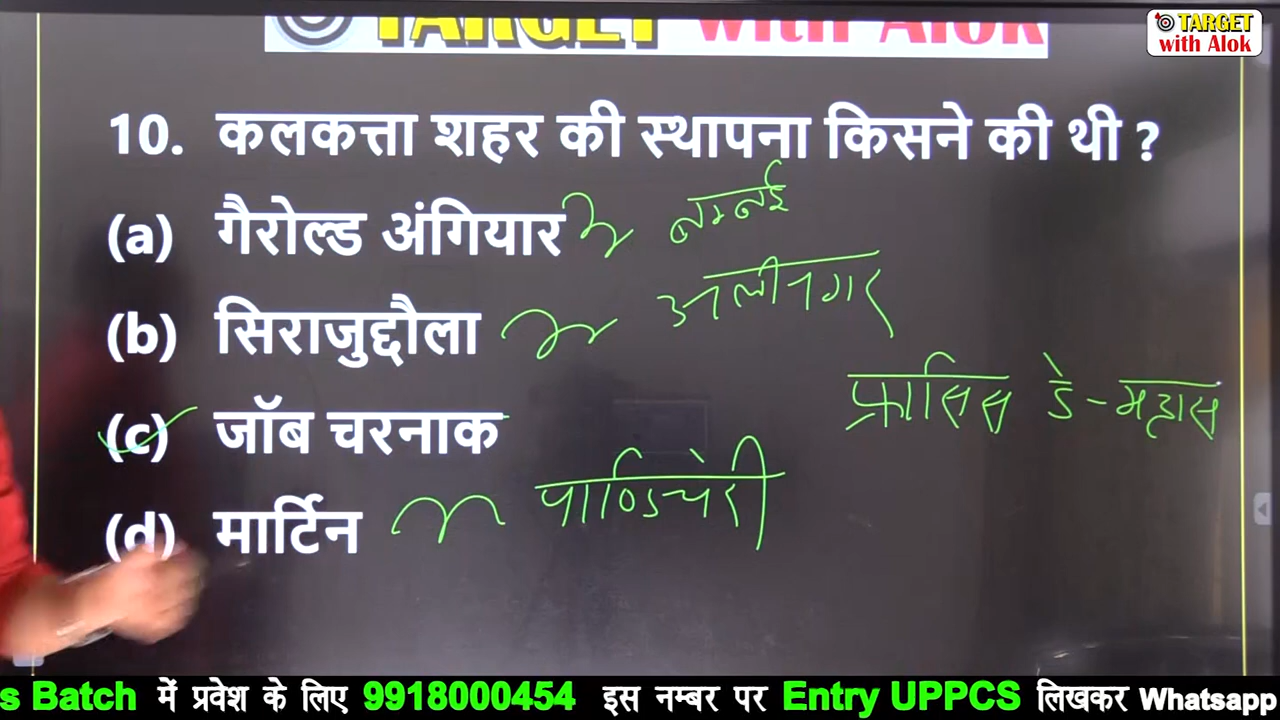 TARGET with Alok
TARGET
with Alok
10. कलकत्ता शहर की स्थापना किसने की थी ?
(a) गैरोल्ड अंगियार बम्बई
(b) सिराजुद्दौला अलीनगर
फ्रांसिस डे - मद्रास
(c) जॉब चरनाक
(d) मार्टिन पाण्डिचेरी
s Batch में प्रवेश के लिए 9918000454 इस नम्बर पर Entry UPPCS लिखकर Whatsapp